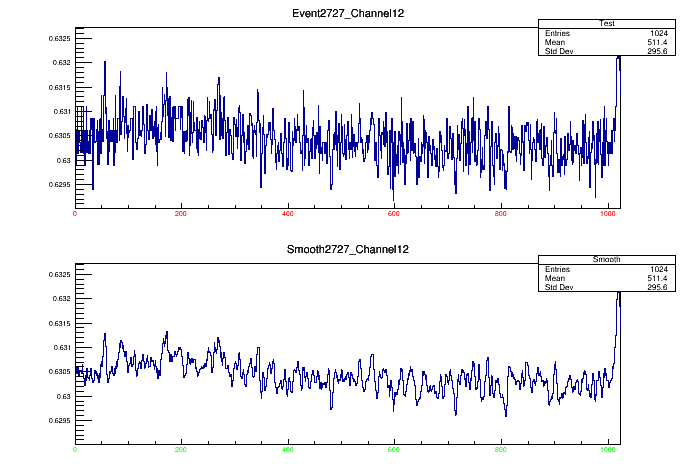 Event2727_Channel12
Test
Entries 1024
Mean 511.4
Std Dev 295.6
0.6325
0.632
0.6315
0.631
0.6305
0.63
0.6295
0 200 400 600 800 1000
Smooth2727_Channel12
Smooth
Entries 1024
Mean 511.4
Std Dev 295.6
0.6325
0.632
0.6315
0.631
0.6305
0.63
0.6295
0 200 400 600 800 1000